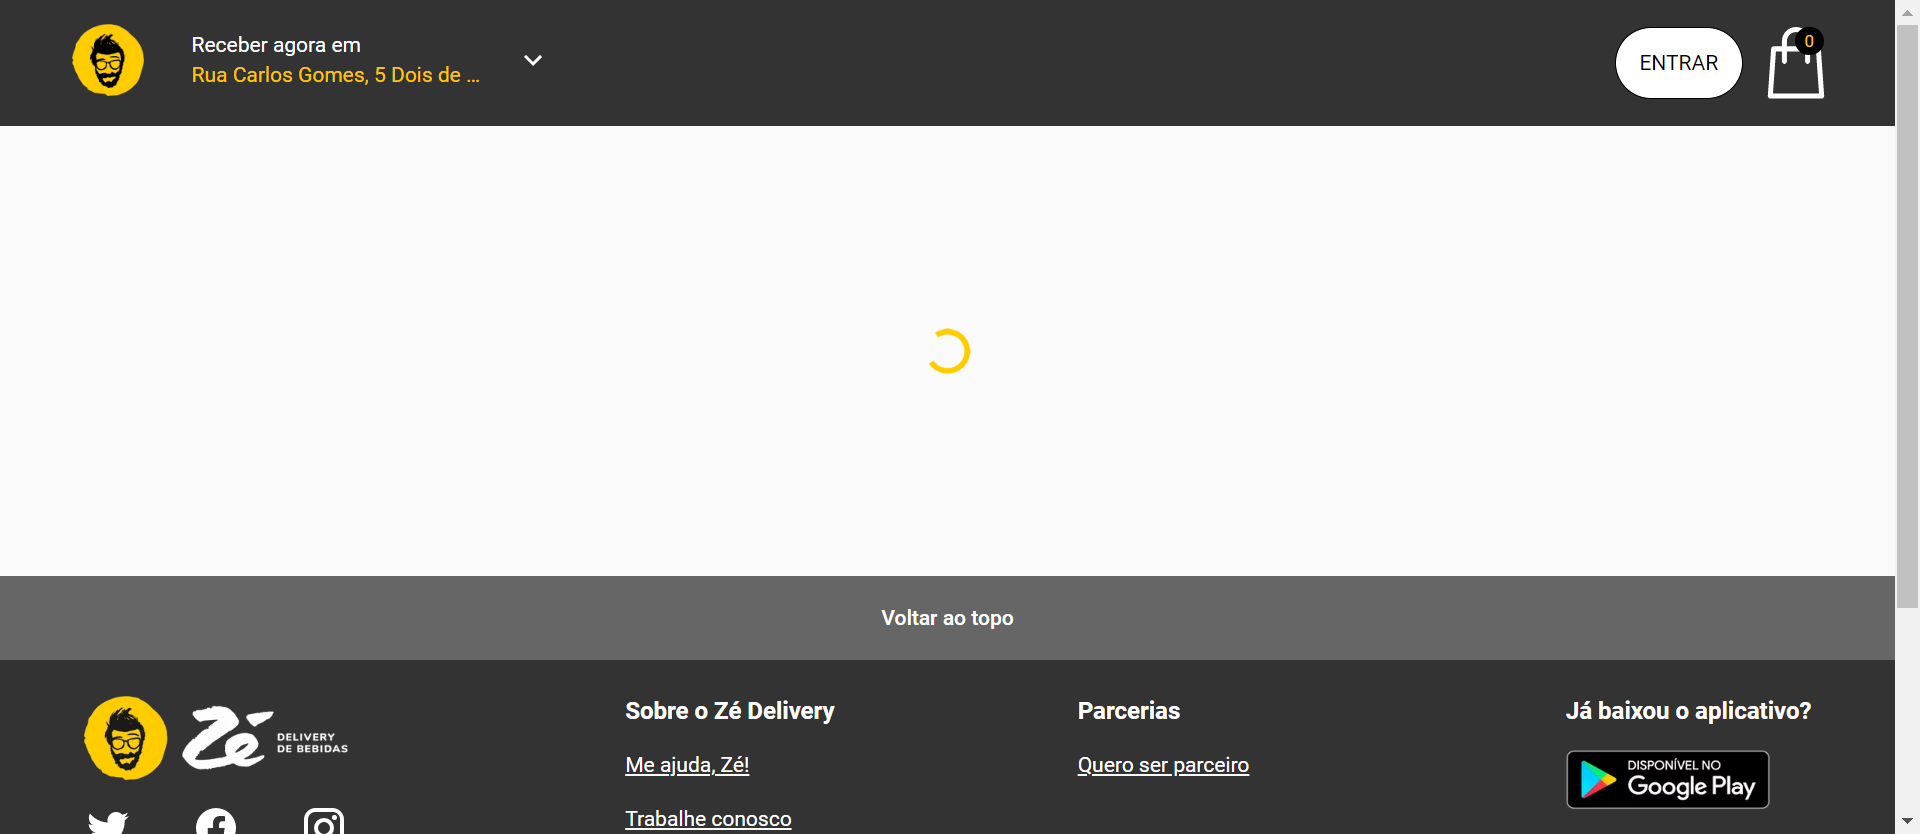 Receber agora em
Rua Carlos Gomes, 5 Dois de ...
ENTRAR
0
Voltar ao topo
Zé
DELIVERY
DE BEBIDAS
Sobre o Zé Delivery
Me ajuda, Zé!
Trabalhe conosco
Parcerias
Quero ser parceiro
Já baixou o aplicativo?
DISPONÍVEL NO
Google Play